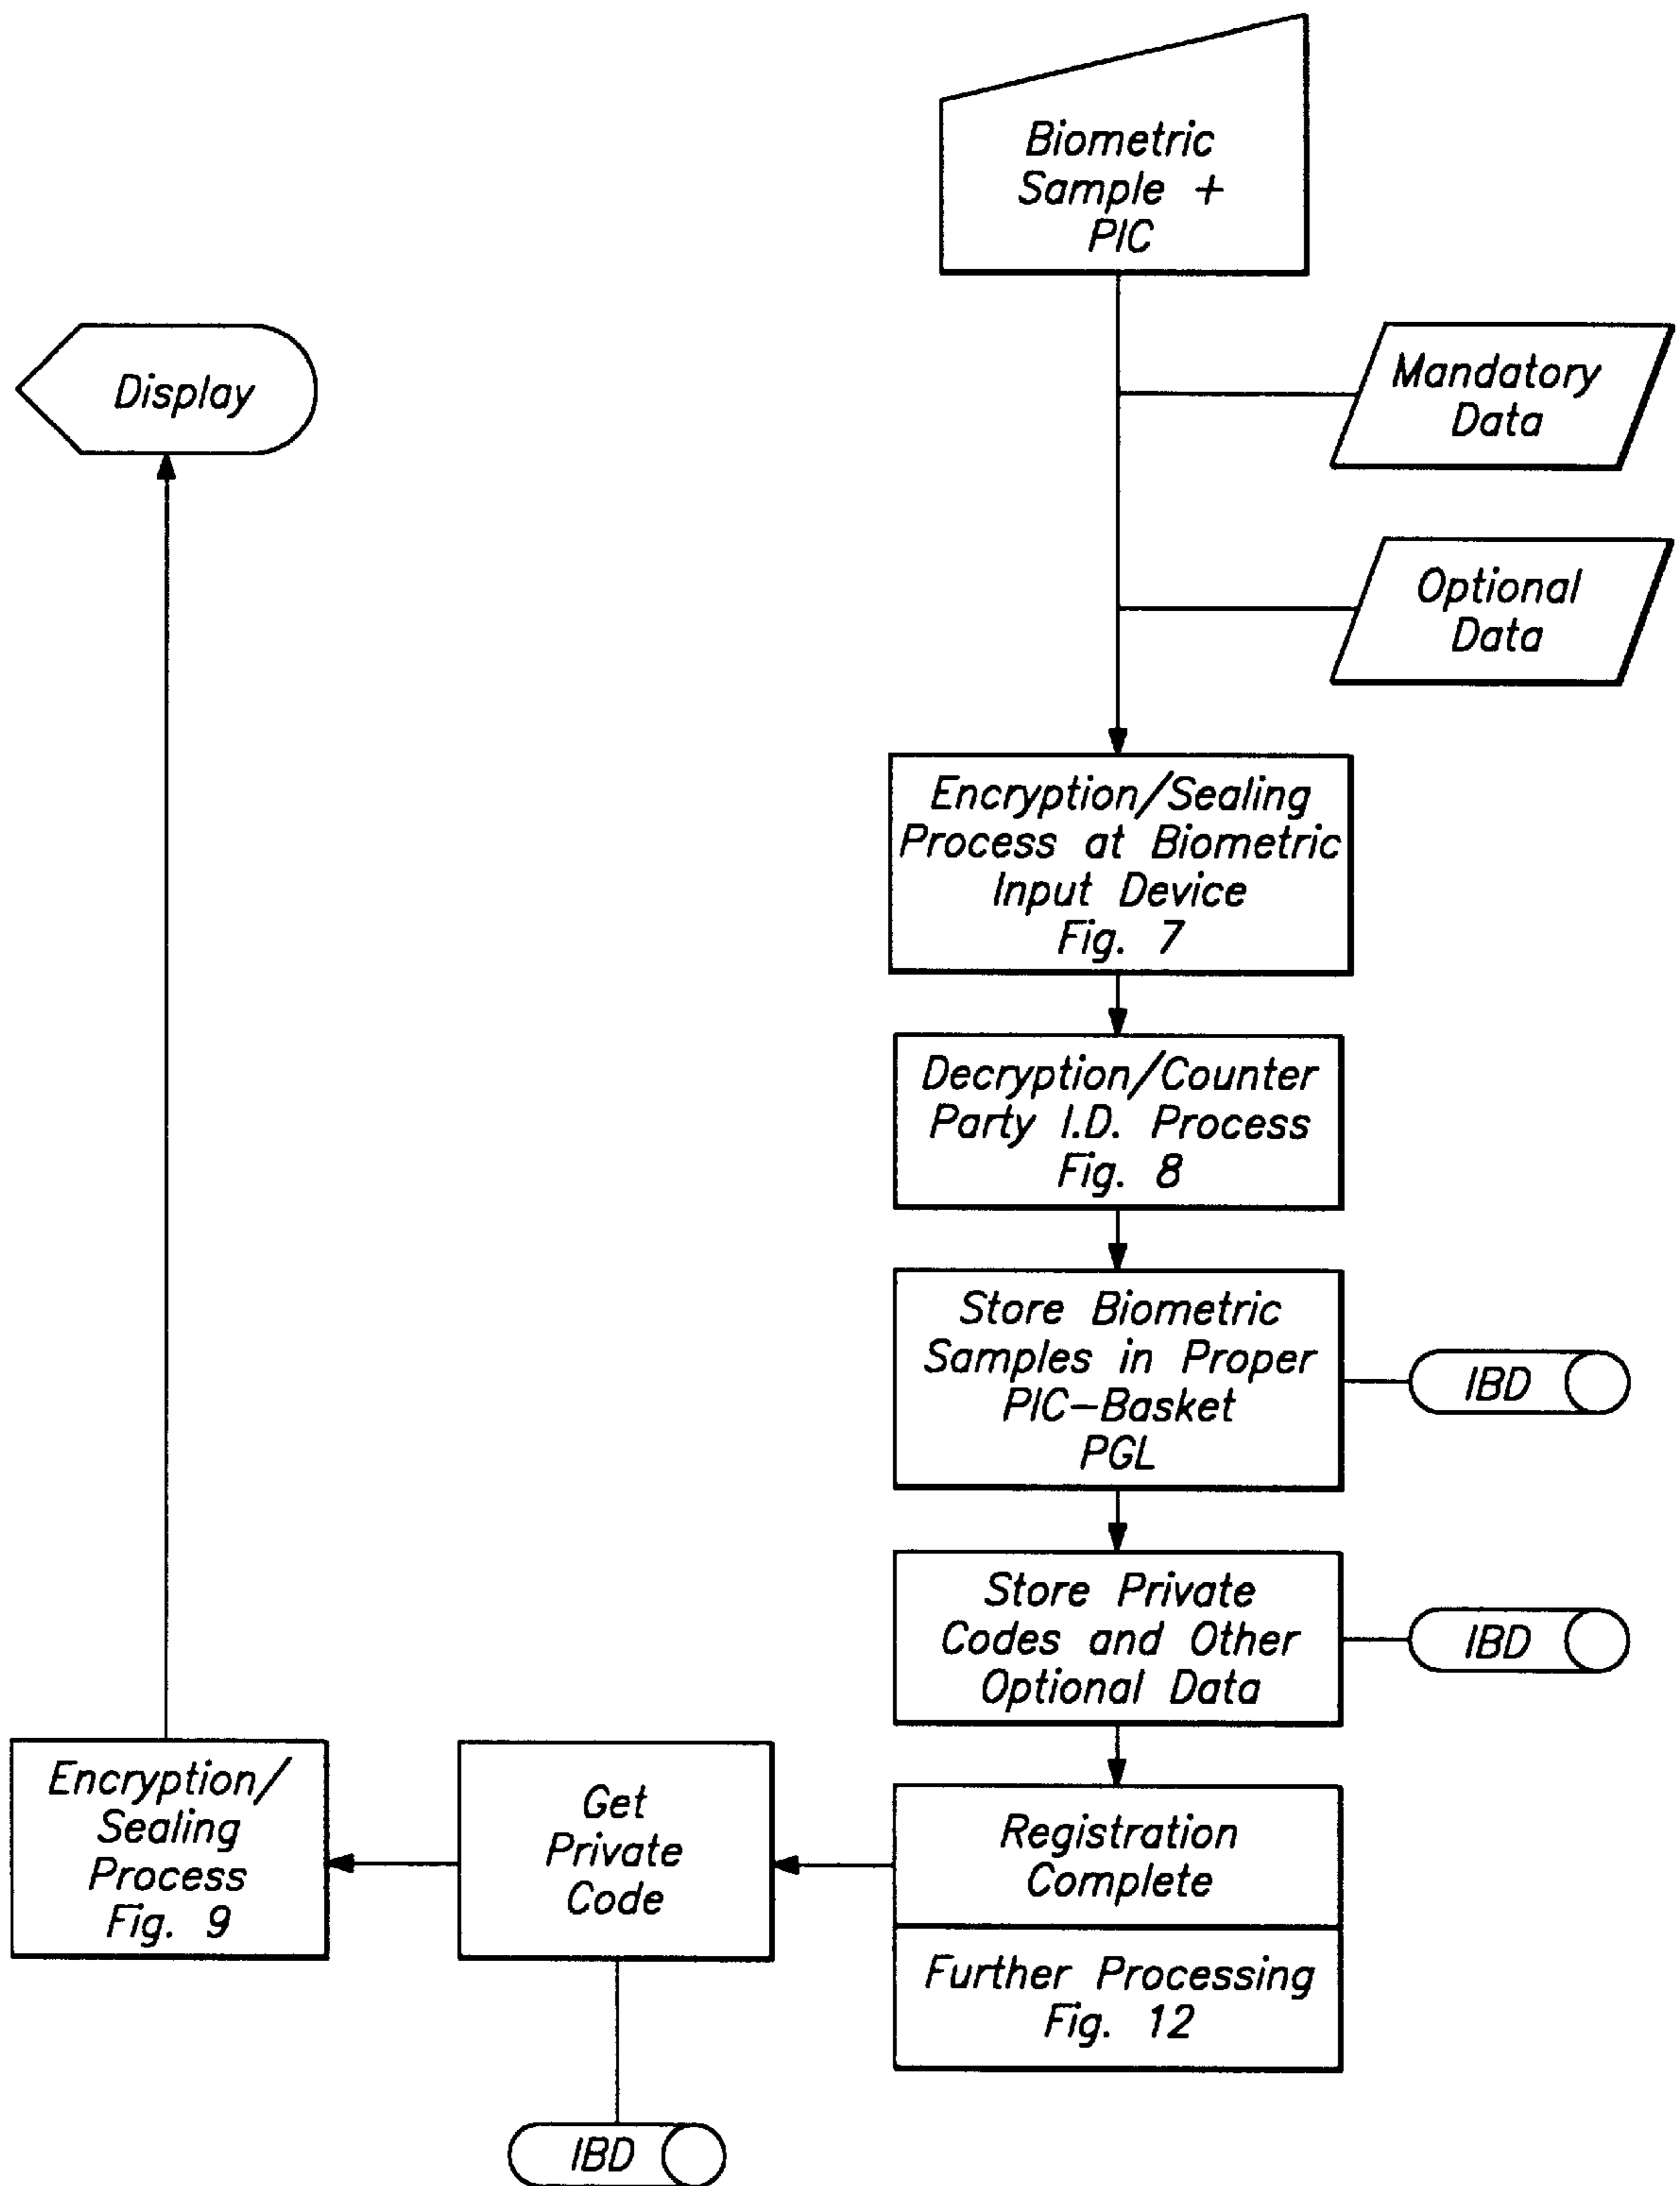 Biometric
Sample +
PIC
Display
Mandatory
Data
Optional
Data
Encryption/Sealing
Process at Biometric
Input Device
Fig. 7
Decryption/Counter
Party I.D. Process
Fig. 8
Store Biometric
Samples in Proper
PIC-Basket
PGL
IBD
Store Private
Codes and Other
Optional Data
IBD
Encryption/
Sealing
Process
Fig. 9
Get
Private
Code
Registration
Complete
Further Processing
Fig. 12
IBD